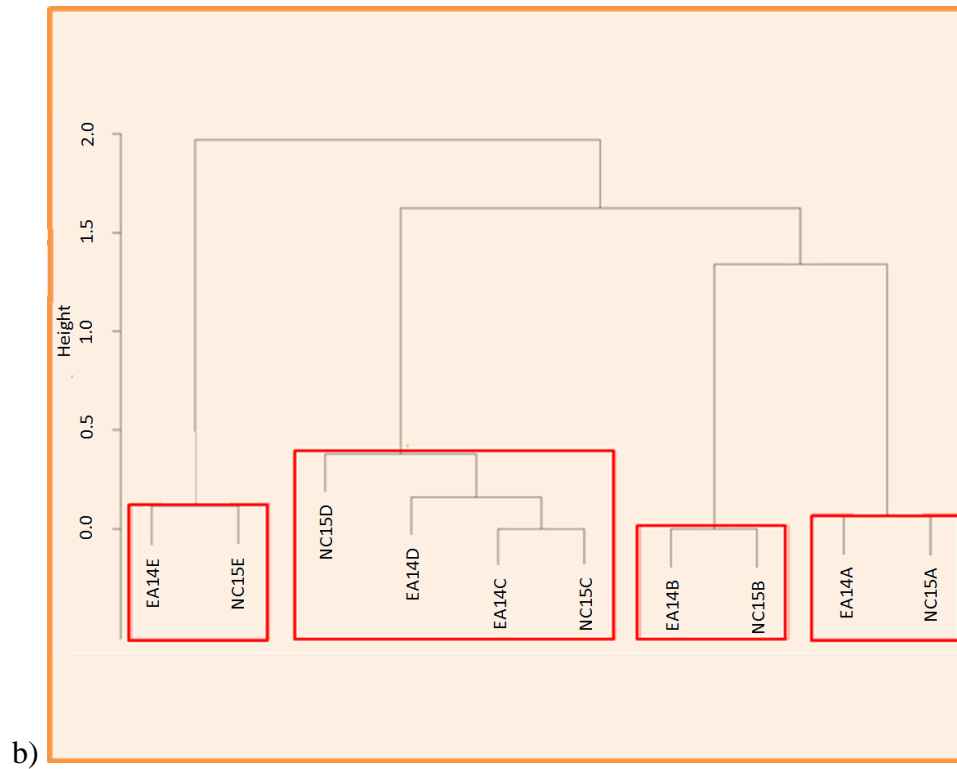 2.0
1.5
1.0
0.5
0.0
Height
EA14E
NC15E
NC15D
EA14D
EA14C
NC15C
EA14B
NC15B
EA14A
NC15A
b)